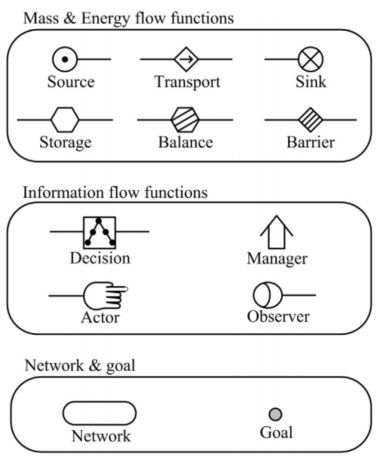 Mass & Energy flow functions
Source Transport Sink
Storage Balance Barrier
Information flow functions
Decision Manager
Actor Observer
Network & goal
Network Goal